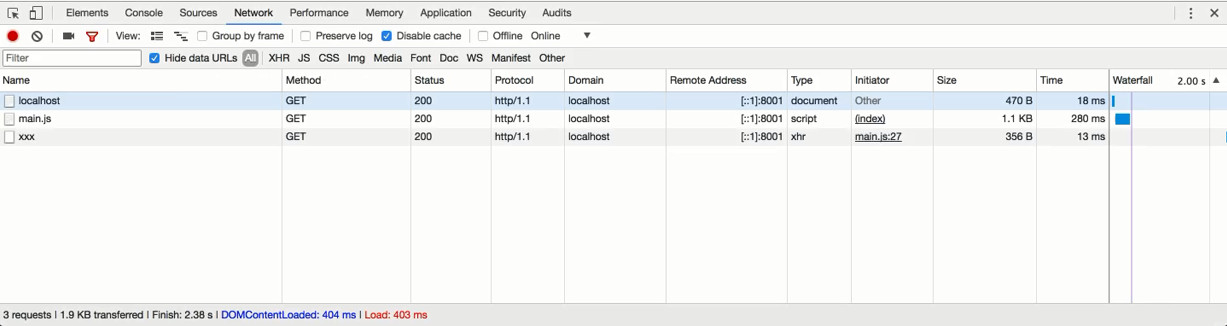 Elements Console Sources Network Performance Memory Application Security Audits
View: Group by frame Preserve log Disable cache Offline Online
Filter Hide data URLs All XHR JS CSS Img Media Font Doc WS Manifest Other
Name Method Status Protocol Domain Remote Address Type Initiator Size Time Waterfall 2.00 s
localhost GET 200 http/1.1 localhost [::1]:8001 document Other 470 B 18 ms
main.js GET 200 http/1.1 localhost [::1]:8001 script (index) 1.1 KB 280 ms
xxx GET 200 http/1.1 localhost [::1]:8001 xhr main.js:27 356 B 13 ms
3 requests | 1.9 KB transferred | Finish: 2.38 s | DOMContentLoaded: 404 ms | Load: 403 ms